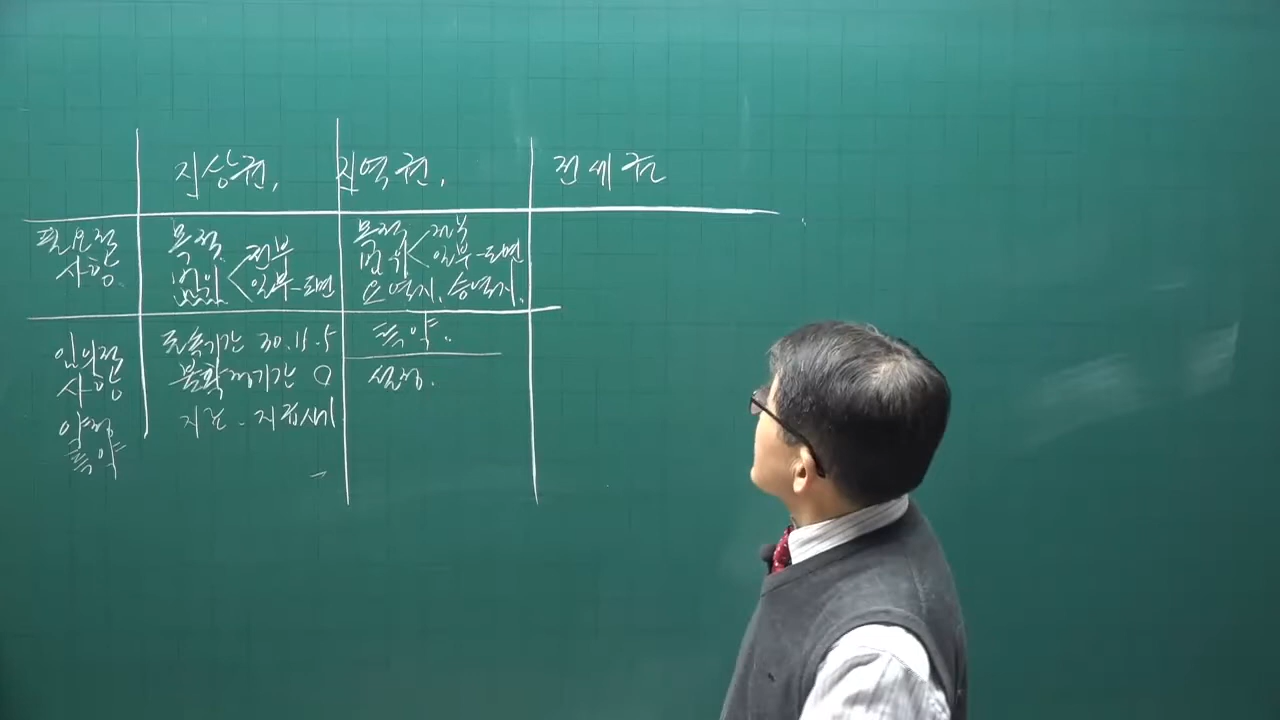 지상권, 지역권, 전세권
필요적
사항
목적
범위
전부
일부-도면
목적
범위
전부
일부-도면
요역지, 승역지,
임의적
사항
약정
특약
존속기간 30.15.5
불확정기간 O
지료 - 지급시기
특약.
설정.